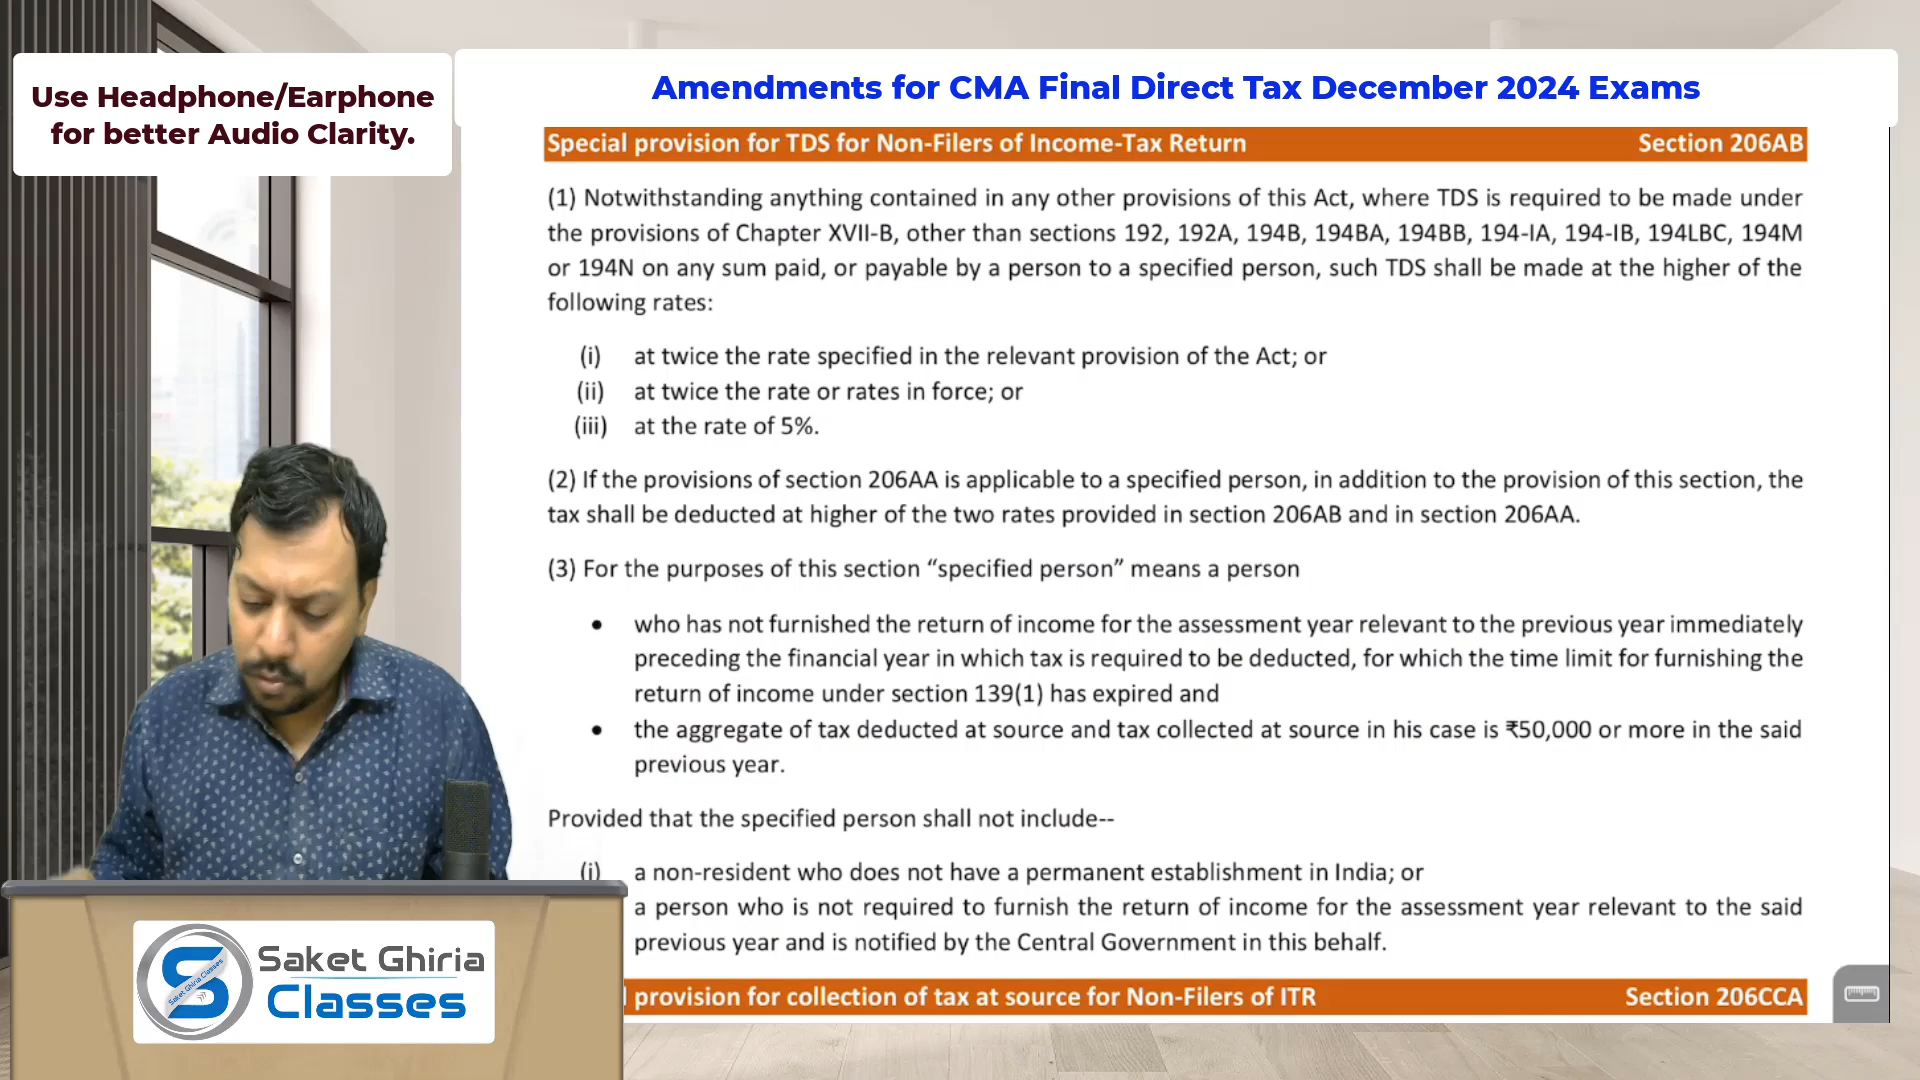 Use Headphone/Earphone
for better Audio Clarity.
Amendments for CMA Final Direct Tax December 2024 Exams
Special provision for TDS for Non-Filers of Income-Tax Return Section 206AB
(1) Notwithstanding anything contained in any other provisions of this Act, where TDS is required to be made under
the provisions of Chapter XVII-B, other than sections 192, 192A, 194B, 194BA, 194BB, 194-IA, 194-IB, 194LBC, 194M
or 194N on any sum paid, or payable by a person to a specified person, such TDS shall be made at the higher of the
following rates:
(i) at twice the rate specified in the relevant provision of the Act; or
(ii) at twice the rate or rates in force; or
(iii) at the rate of 5%.
(2) If the provisions of section 206AA is applicable to a specified person, in addition to the provision of this section, the
tax shall be deducted at higher of the two rates provided in section 206AB and in section 206AA.
(3) For the purposes of this section “specified person” means a person
• who has not furnished the return of income for the assessment year relevant to the previous year immediately
preceding the financial year in which tax is required to be deducted, for which the time limit for furnishing the
return of income under section 139(1) has expired and
• the aggregate of tax deducted at source and tax collected at source in his case is ₹50,000 or more in the said
previous year.
Provided that the specified person shall not include--
(i) a non-resident who does not have a permanent establishment in India; or
a person who is not required to furnish the return of income for the assessment year relevant to the said
previous year and is notified by the Central Government in this behalf.
provision for collection of tax at source for Non-Filers of ITR Section 206CCA
Saket Ghiria
Classes
Saket Ghiria Classes